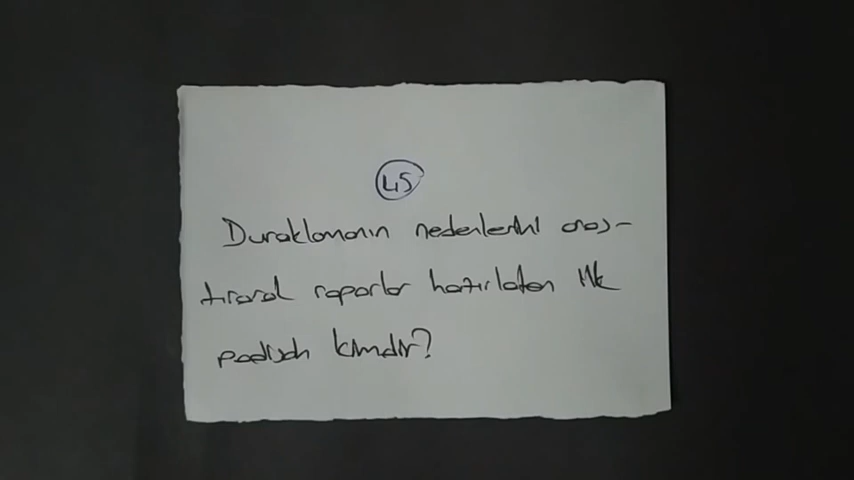 45
Duraklamanın nedenlerini araş-
tırarak raporlar hazırlatan ilk
padişah kimdir?